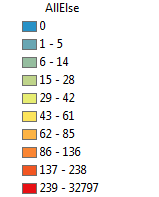 AllElse
0
1 - 5
6 - 14
15 - 28
29 - 42
43 - 61
62 - 85
86 - 136
137 - 238
239 - 32797